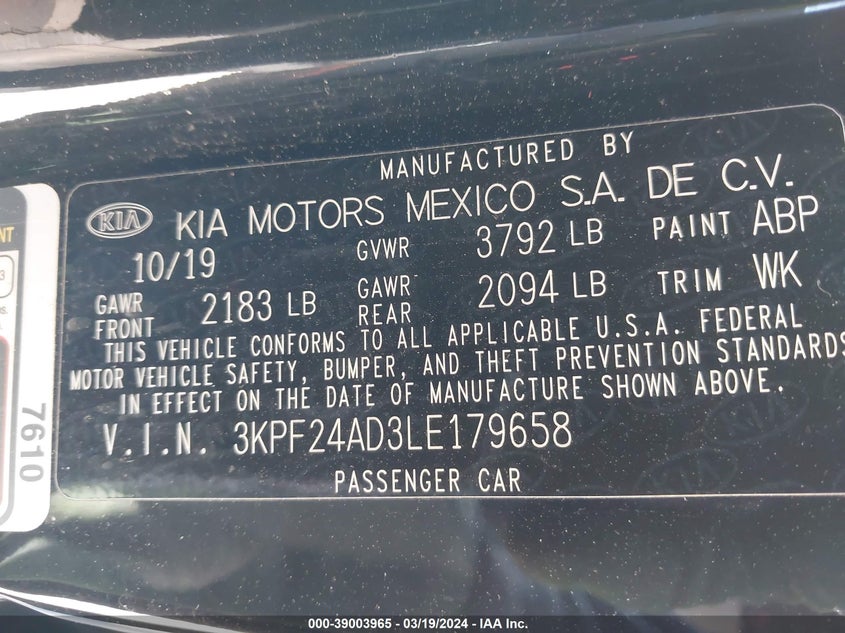 MANUFACTURED BY
KIA KIA MOTORS MEXICO S.A. DE C.V.
10/19 GVWR 3792 LB PAINT ABP
GAWR FRONT 2183 LB GAWR REAR 2094 LB TRIM WK
THIS VEHICLE CONFORMS TO ALL APPLICABLE U.S.A. FEDERAL
MOTOR VEHICLE SAFETY, BUMPER, AND THEFT PREVENTION STANDARDS
IN EFFECT ON THE DATE OF MANUFACTURE SHOWN ABOVE.
V.I.N. 3KPF24AD3LE179658
PASSENGER CAR
7610
000-39003965 - 03/19/2024 - IAA Inc.